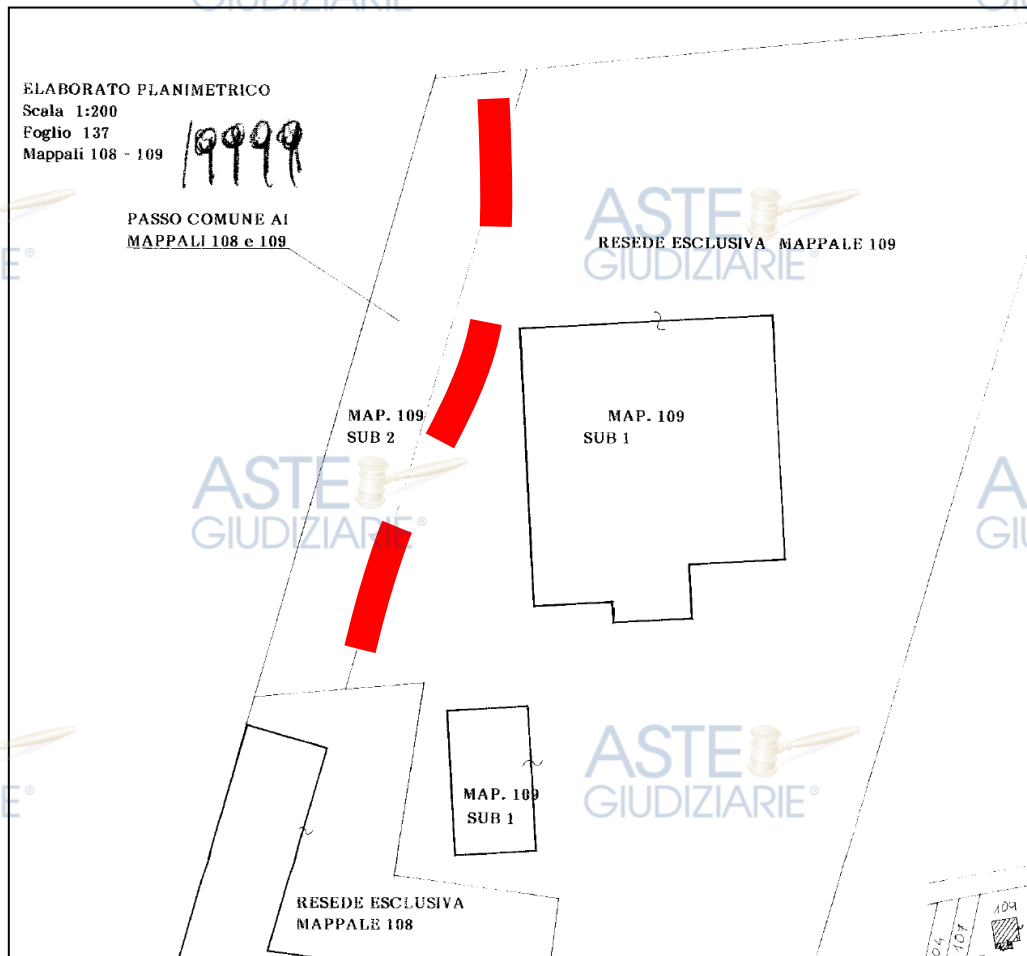 ELABORATO PLANIMETRICO
Scala 1:200
Foglio 137
Mappali 108 - 109
PASSO COMUNE AI
MAPPALI 108 e 109
RESEDE ESCLUSIVA MAPPALE 109
ASTE
GIUDIZIARIE®
MAP. 109
SUB 2
MAP. 109
SUB 1
ASTE
GIUDIZIARIE®
ASTE
GIUDIZIARIE®
MAP. 109
SUB 1
RESEDE ESCLUSIVA
MAPPALE 108
107
109